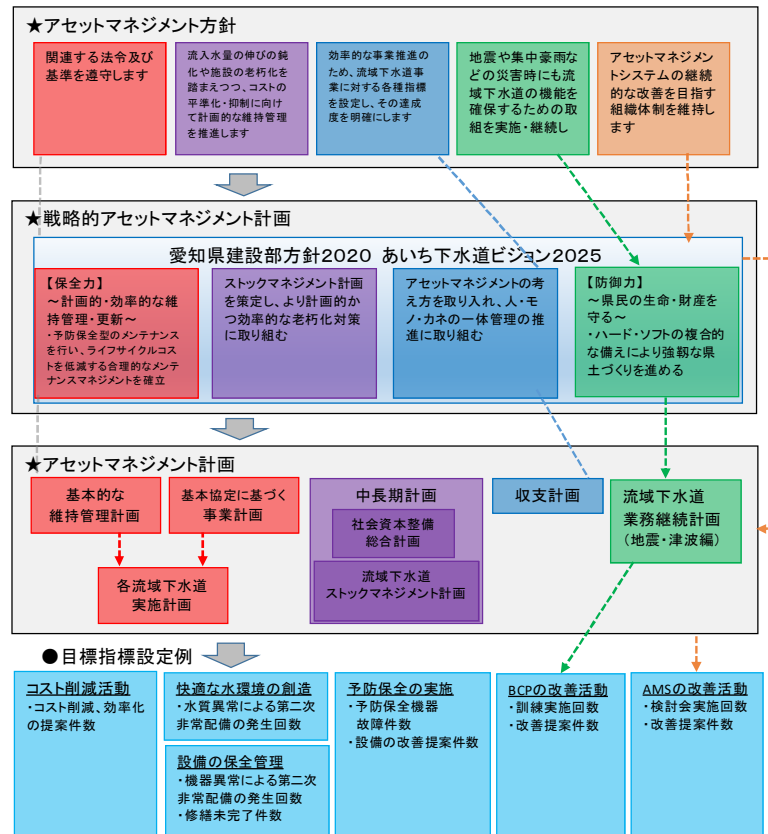 ★アセットマネジメント方針
関連する法令及び
基準を遵守します
流入水量の伸びの鈍
化や施設の老朽化を
踏まえつつ、コストの
平準化・抑制に向け
て計画的な維持管理
を推進します
効率的な事業推進の
ため、流域下水道事
業に対する各種指標
を設定し、その達成
度を明確にします
地震や集中豪雨な
どの災害時にも流
域下水道の機能を
確保するための取
組を実施・継続し
アセットマネジメン
トシステムの継続
的な改善を目指す
組織体制を維持し
ます
★戦略的アセットマネジメント計画
愛知県建設部方針2020 あいち下水道ビジョン2025
【保全力】
～計画的・効率的な維
持管理・更新～
・予防保全型のメンテナンス
を行い、ライフサイクルコス
トを低減する合理的なメンテ
ナンスマネジメントを確立
ストックマネジメント計画
を策定し、より計画的か
つ効率的な老朽化対策
に取り組む
アセットマネジメントの考
え方を取り入れ、人・モ
ノ・カネの一体管理の推
進に取り組む
【防御力】
～県民の生命・財産を
守る～
・ハード・ソフトの複合的
な備えにより強靭な県
土づくりを進める
★アセットマネジメント計画
基本的な
維持管理計画
基本協定に基づく
事業計画
各流域下水道
実施計画
中長期計画
社会資本整備
総合計画
流域下水道
ストックマネジメント計画
収支計画
流域下水道
業務継続計画
（地震・津波編）
●目標指標設定例
コスト削減活動
・コスト削減、効率化
の提案件数
快適な水環境の創造
・水質異常による第二次
非常配備の発生回数
設備の保全管理
・機器異常による第二次
非常配備の発生回数
・修繕未完了件数
予防保全の実施
・予防保全機器
故障件数
・設備の改善提案件数
BCPの改善活動
・訓練実施回数
・改善提案件数
AMSの改善活動
・検討会実施回数
・改善提案件数